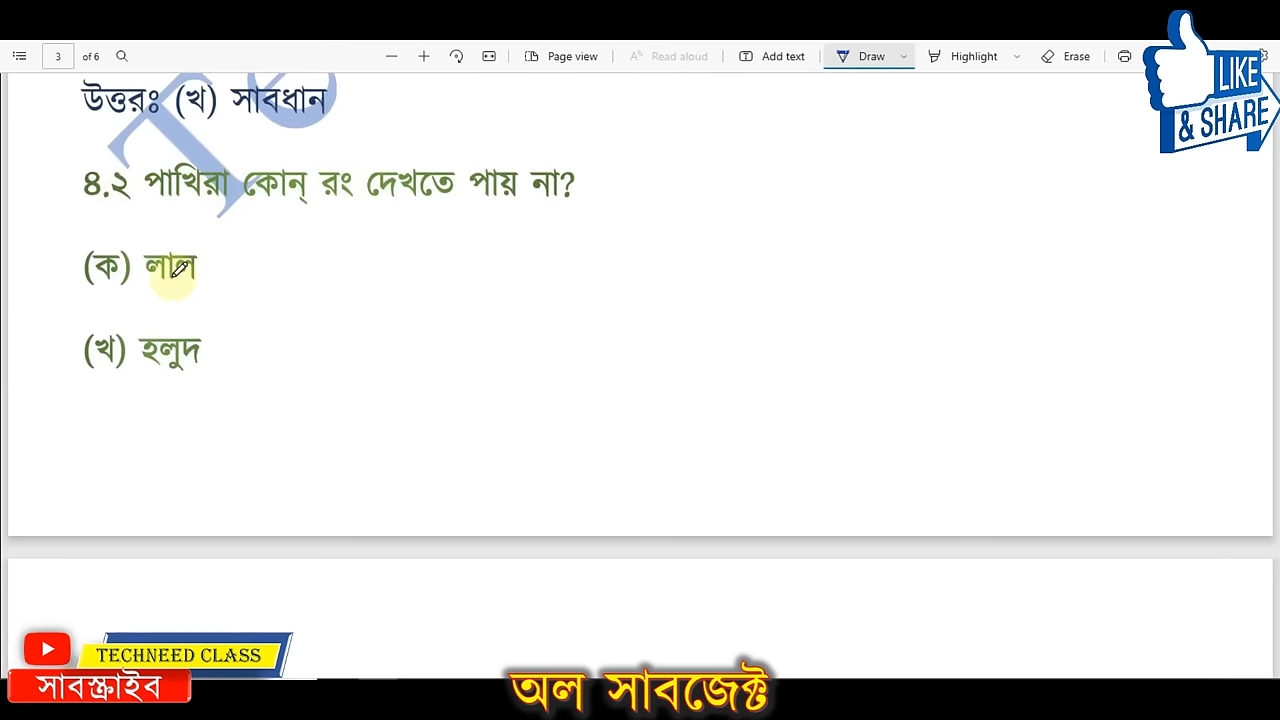 3 of 6 Page view Read aloud Add text Draw Highlight Erase
LIKE
& SHARE
উত্তরঃ (খ) সাবধান
৪.২ পাখিরা কোন্ রং দেখতে পায় না?
(ক) লাল
(খ) হলুদ
TECHNEED CLASS
সাবস্ক্রাইব
অল সাবজেক্ট